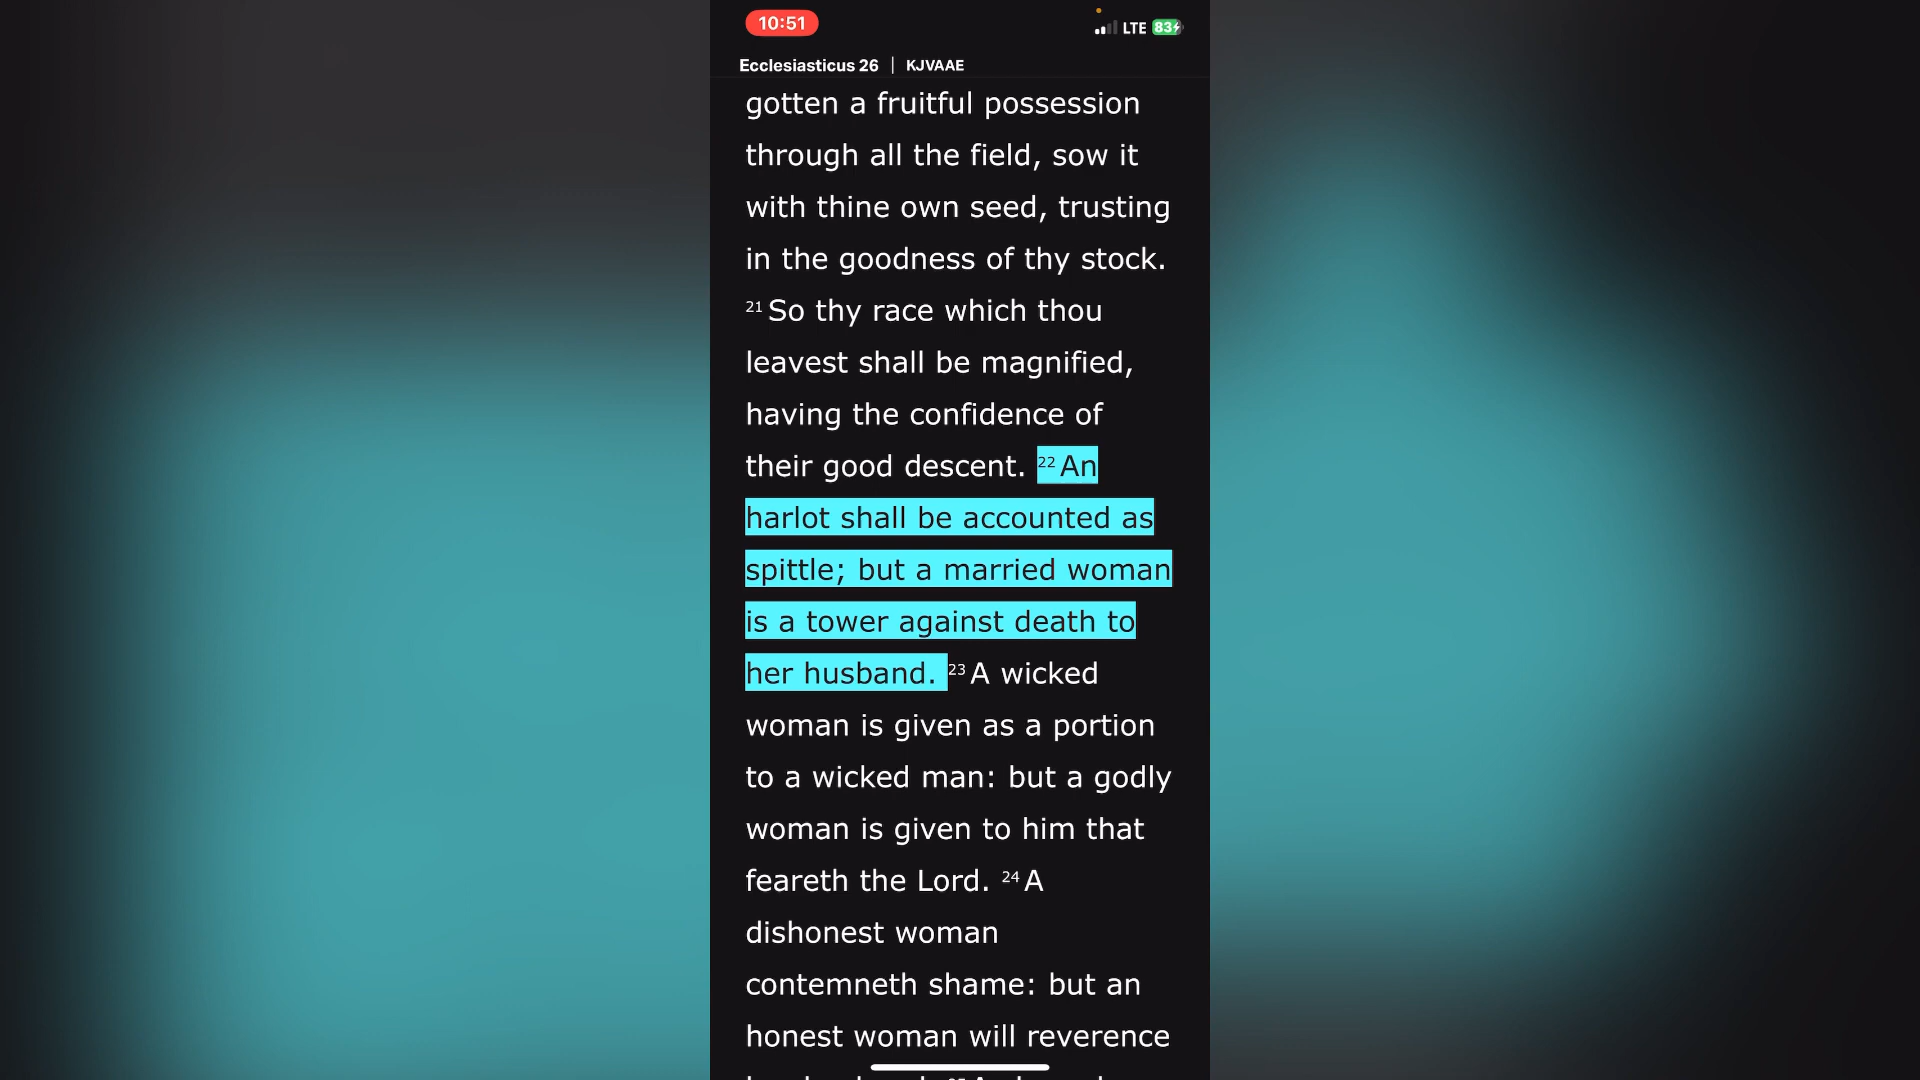 10:51
LTE 83
Ecclesiasticus 26 | KJVAAE
gotten a fruitful possession
through all the field, sow it
with thine own seed, trusting
in the goodness of thy stock.
21 So thy race which thou
leavest shall be magnified,
having the confidence of
their good descent. 22 An
harlot shall be accounted as
spittle; but a married woman
is a tower against death to
her husband. 23 A wicked
woman is given as a portion
to a wicked man: but a godly
woman is given to him that
feareth the Lord. 24 A
dishonest woman
contemneth shame: but an
honest woman will reverence